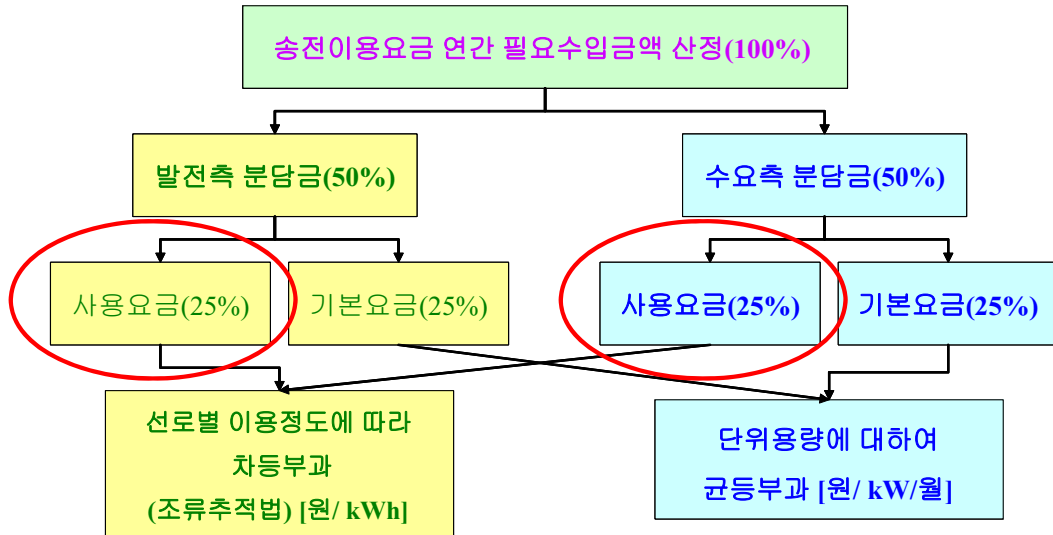 송전이용요금 연간 필요수입금액 산정(100%)
발전측 분담금(50%)
수요측 분담금(50%)
사용요금(25%)
기본요금(25%)
사용요금(25%)
기본요금(25%)
선로별 이용정도에 따라
차등부과
(조류추적법) [원/ kWh]
단위용량에 대하여
균등부과 [원/ kW/월]